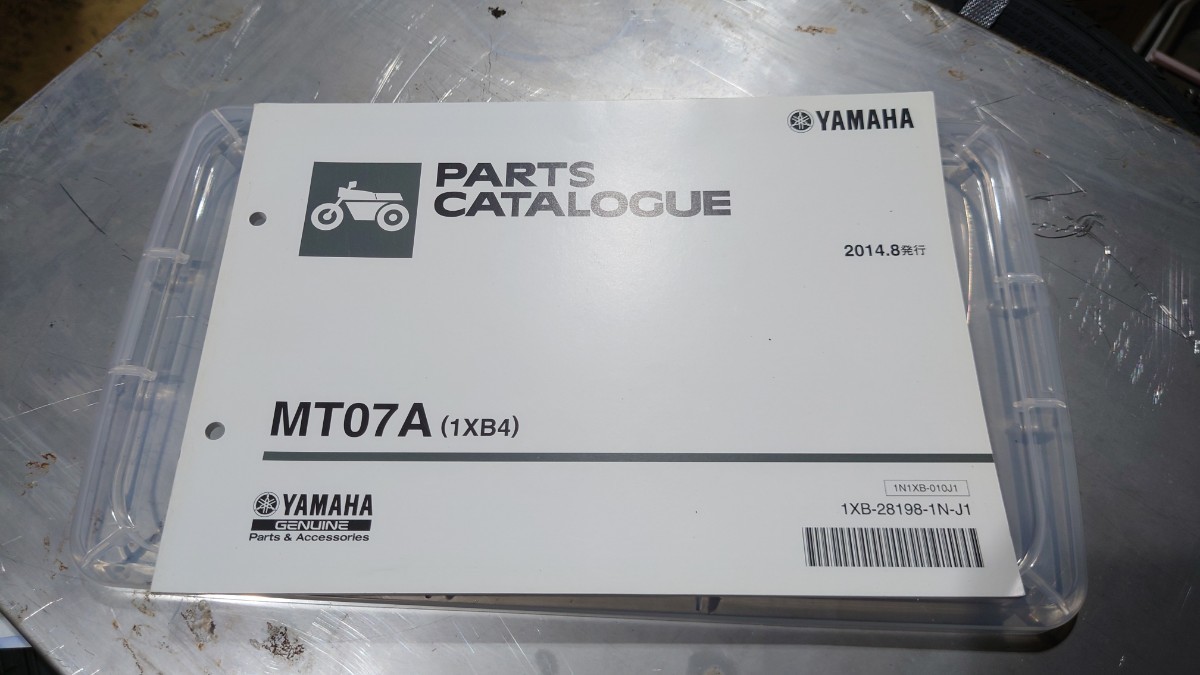 YAMAHA
PARTS
CATALOGUE
2014.8発行
MT07A (1XB4)
1N1XB-010J1
1XB-28198-1N-J1
YAMAHA
GENUINE
Parts & Accessories